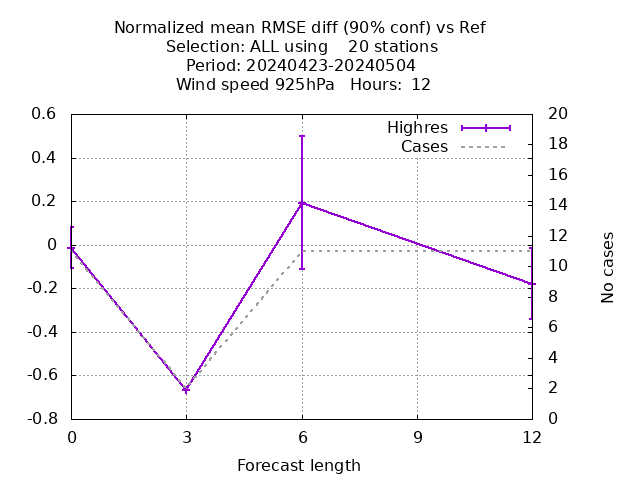 Normalized mean RMSE diff (90% conf) vs Ref
Selection: ALL using    20 stations
Period: 20240423-20240504
Wind speed 925hPa   Hours:  12
0.6
0.4
0.2
0
-0.2
-0.4
-0.6
-0.8
20
18
16
14
12
10
8
6
4
2
0
Highres
Cases
No cases
0 3 6 9 12
Forecast length